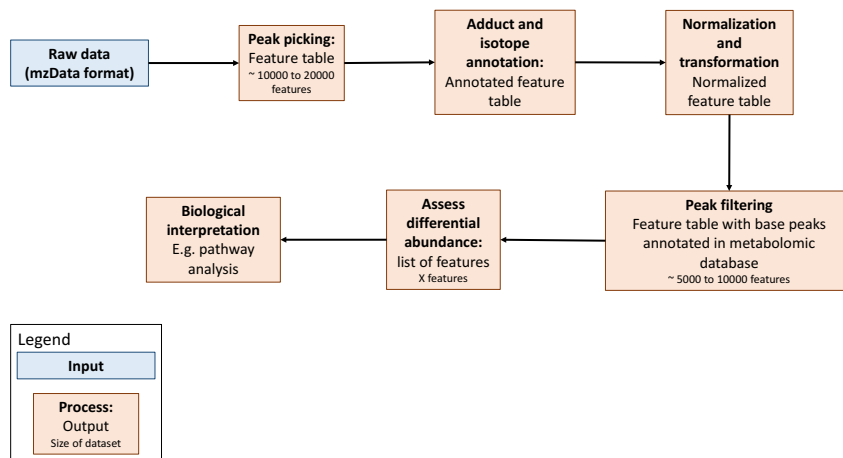 Raw data
(mzData format)
Peak picking:
Feature table
~ 10000 to 20000
features
Adduct and
isotope
annotation:
Annotated feature
table
Normalization
and
transformation
Normalized
feature table
Peak filtering
Feature table with base peaks
annotated in metabolomic
database
~ 5000 to 10000 features
Assess
differential
abundance:
list of features
X features
Biological
interpretation
E.g. pathway
analysis
Legend
Input
Process:
Output
Size of dataset